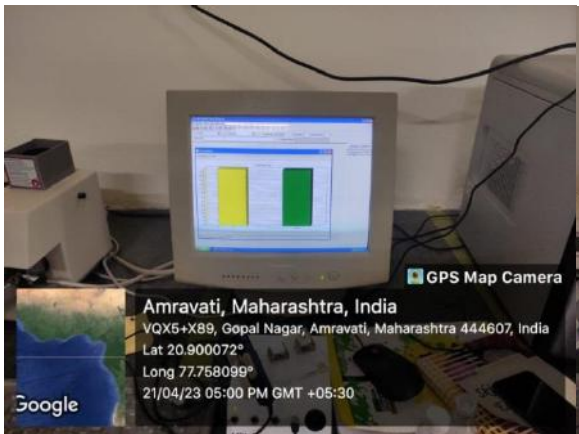 GPS Map Camera
Amravati, Maharashtra, India
VQX5+X89, Gopal Nagar, Amravati, Maharashtra 444607, India
Lat 20.900072°
Long 77.758099°
21/04/23 05:00 PM GMT +05:30
Google